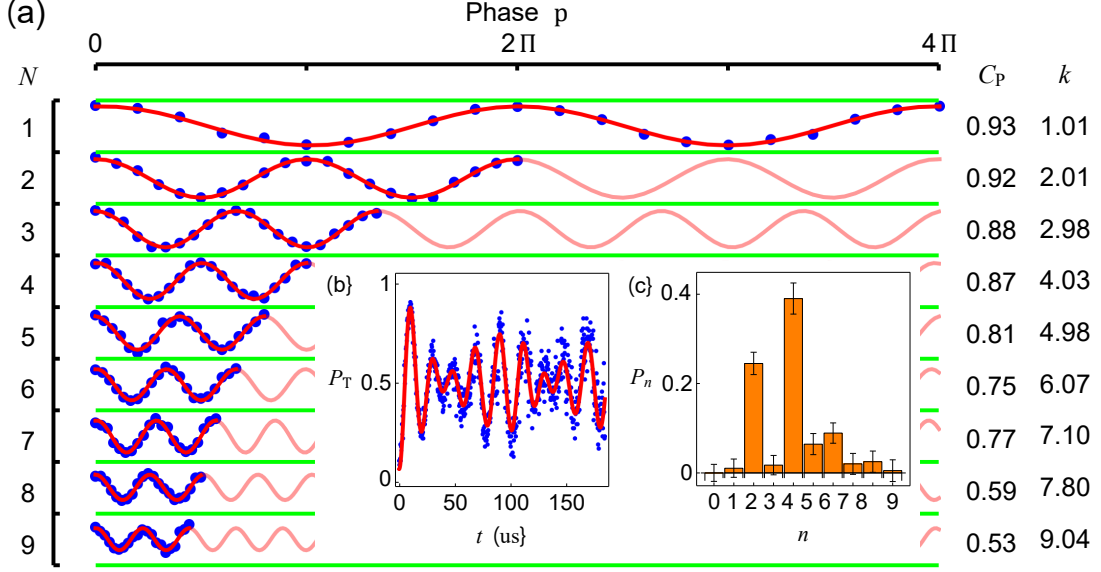 (a)
Phase p
0 2Π 4Π
N C_P k
1 0.93 1.01
2 0.92 2.01
3 0.88 2.98
4 0.87 4.03
5 0.81 4.98
6 0.75 6.07
7 0.77 7.10
8 0.59 7.80
9 0.53 9.04
(b}
1
P_T 0.5
0
0 50 100 150
t (us}
(c}
0.4
P_n 0.2
0
0 1 2 3 4 5 6 7 8 9
n